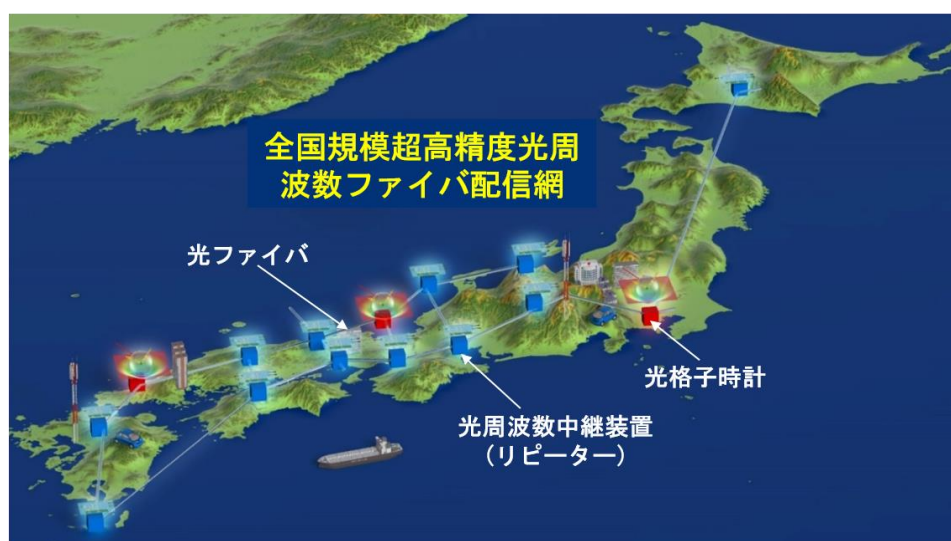 全国規模超高精度光周
波数ファイバ配信網
光ファイバ
光格子時計
光周波数中継装置
（リピーター）